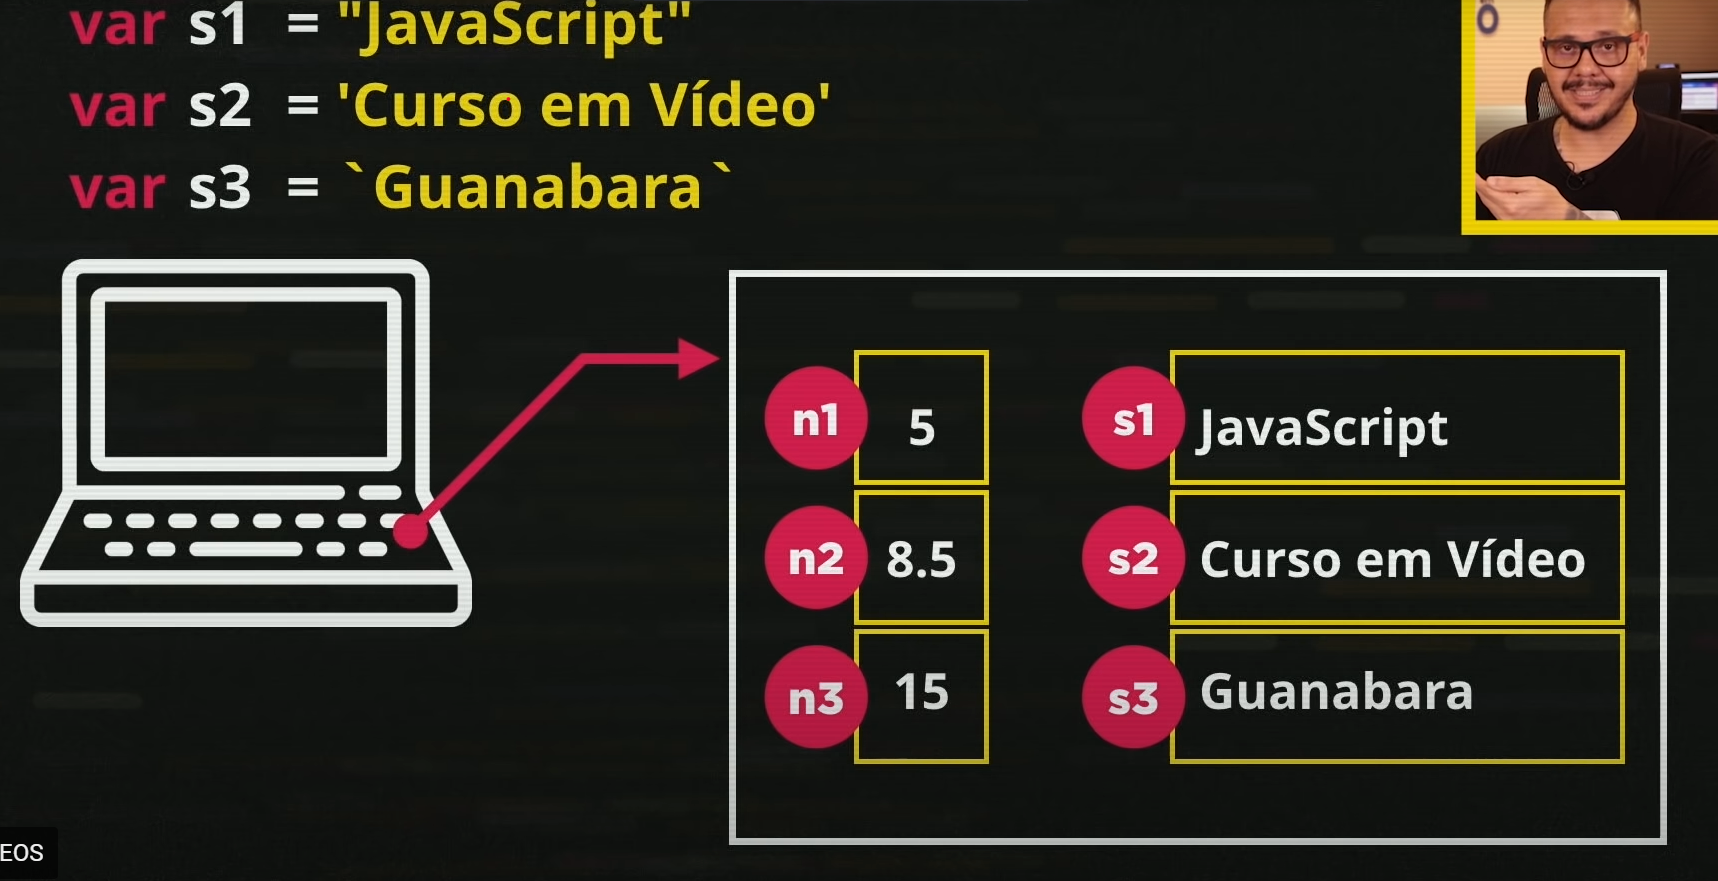 var s1 = "JavaScript"
var s2 = 'Curso em Vídeo'
var s3 = `Guanabara`
n1 5 s1 JavaScript
n2 8.5 s2 Curso em Vídeo
n3 15 s3 Guanabara
EOS